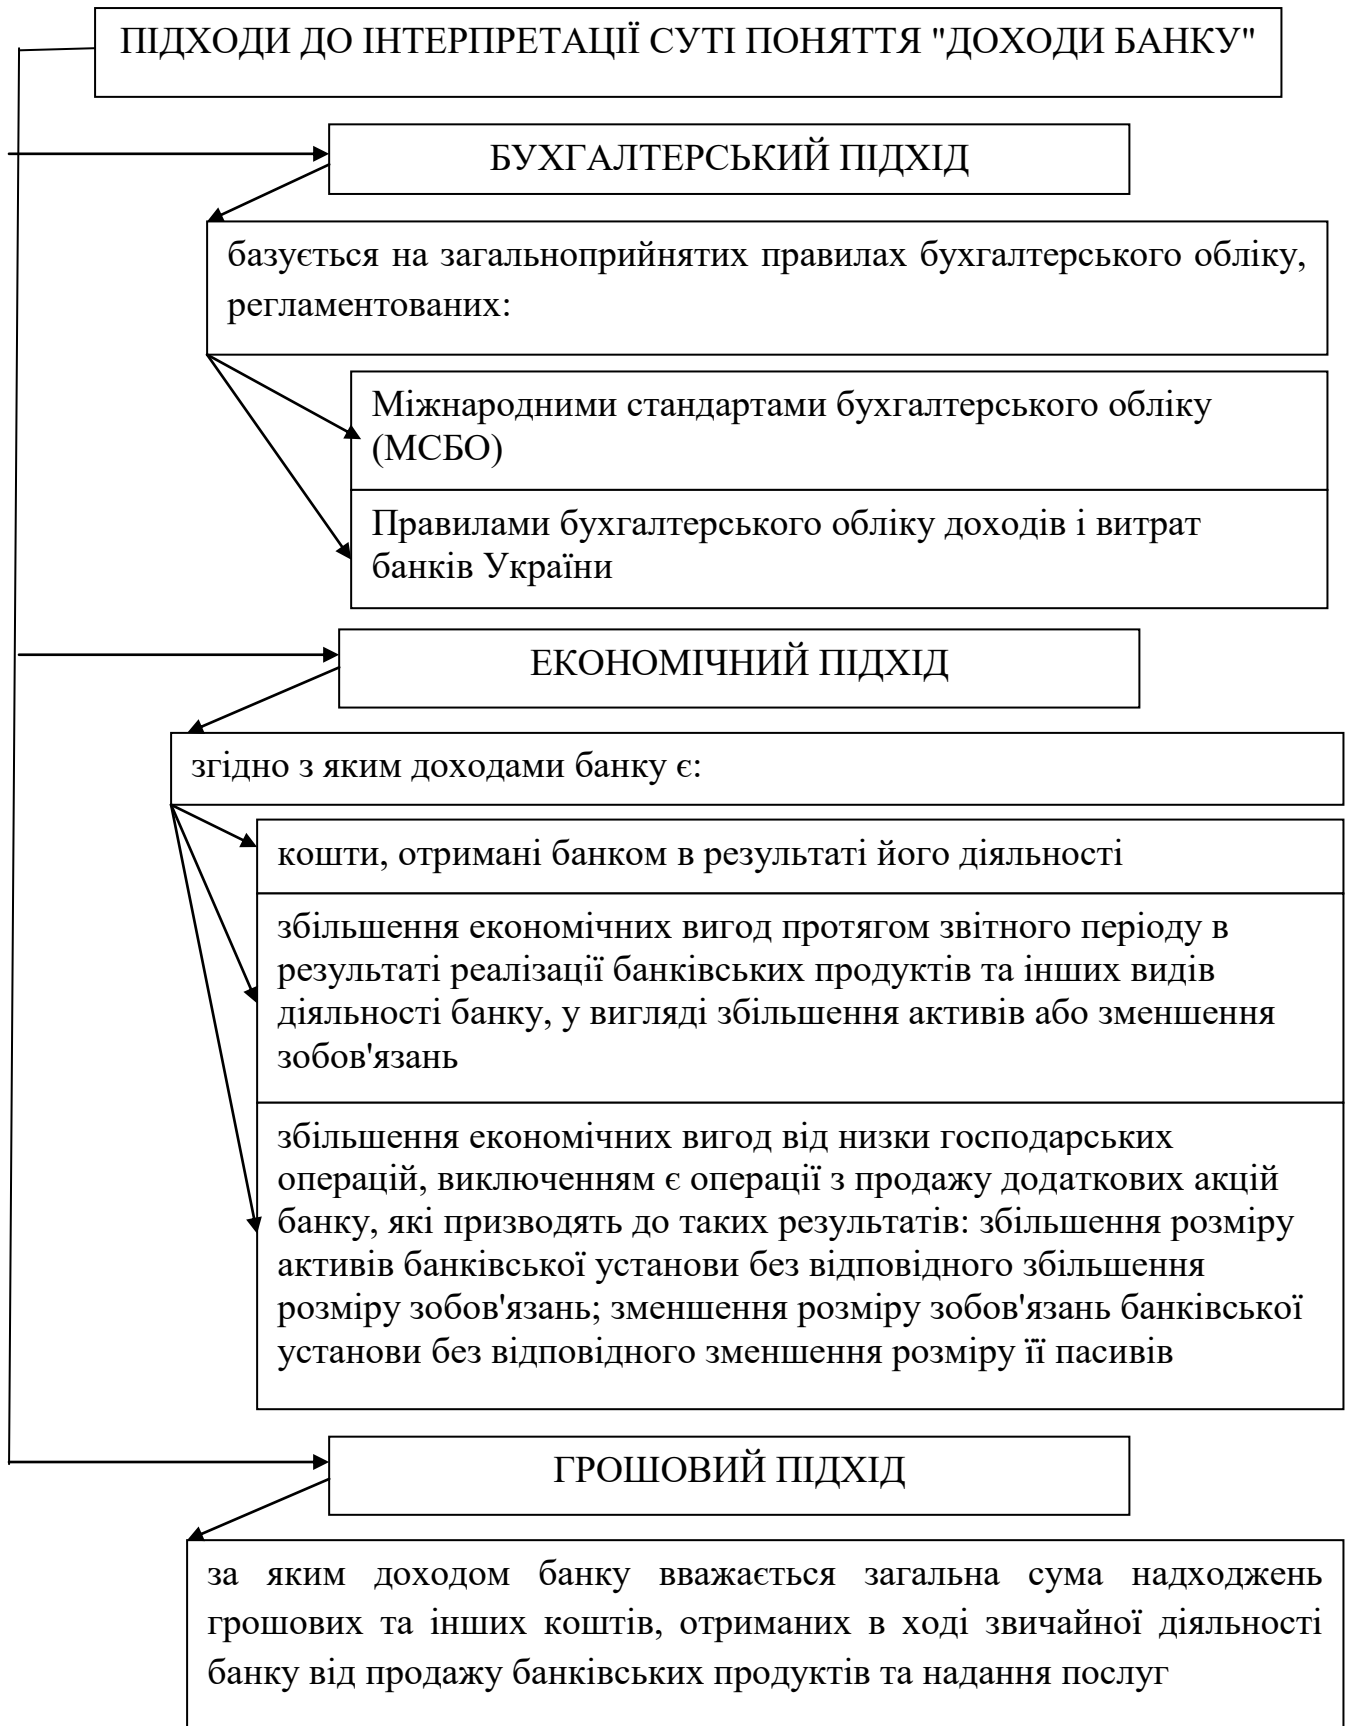 ПІДХОДИ ДО ІНТЕРПРЕТАЦІЇ СУТІ ПОНЯТТЯ "ДОХОДИ БАНКУ"
БУХГАЛТЕРСЬКИЙ ПІДХІД
базується на загальноприйнятих правилах бухгалтерського обліку,
регламентованих:
Міжнародними стандартами бухгалтерського обліку
(МСБО)
Правилами бухгалтерського обліку доходів і витрат
банків України
ЕКОНОМІЧНИЙ ПІДХІД
згідно з яким доходами банку є:
кошти, отримані банком в результаті його діяльності
збільшення економічних вигод протягом звітного періоду в
результаті реалізації банківських продуктів та інших видів
діяльності банку, у вигляді збільшення активів або зменшення
зобов'язань
збільшення економічних вигод від низки господарських
операцій, виключенням є операції з продажу додаткових акцій
банку, які призводять до таких результатів: збільшення розміру
активів банківської установи без відповідного збільшення
розміру зобов'язань; зменшення розміру зобов'язань банківської
установи без відповідного зменшення розміру її пасивів
ГРОШОВИЙ ПІДХІД
за яким доходом банку вважається загальна сума надходжень
грошових та інших коштів, отриманих в ході звичайної діяльності
банку від продажу банківських продуктів та надання послуг